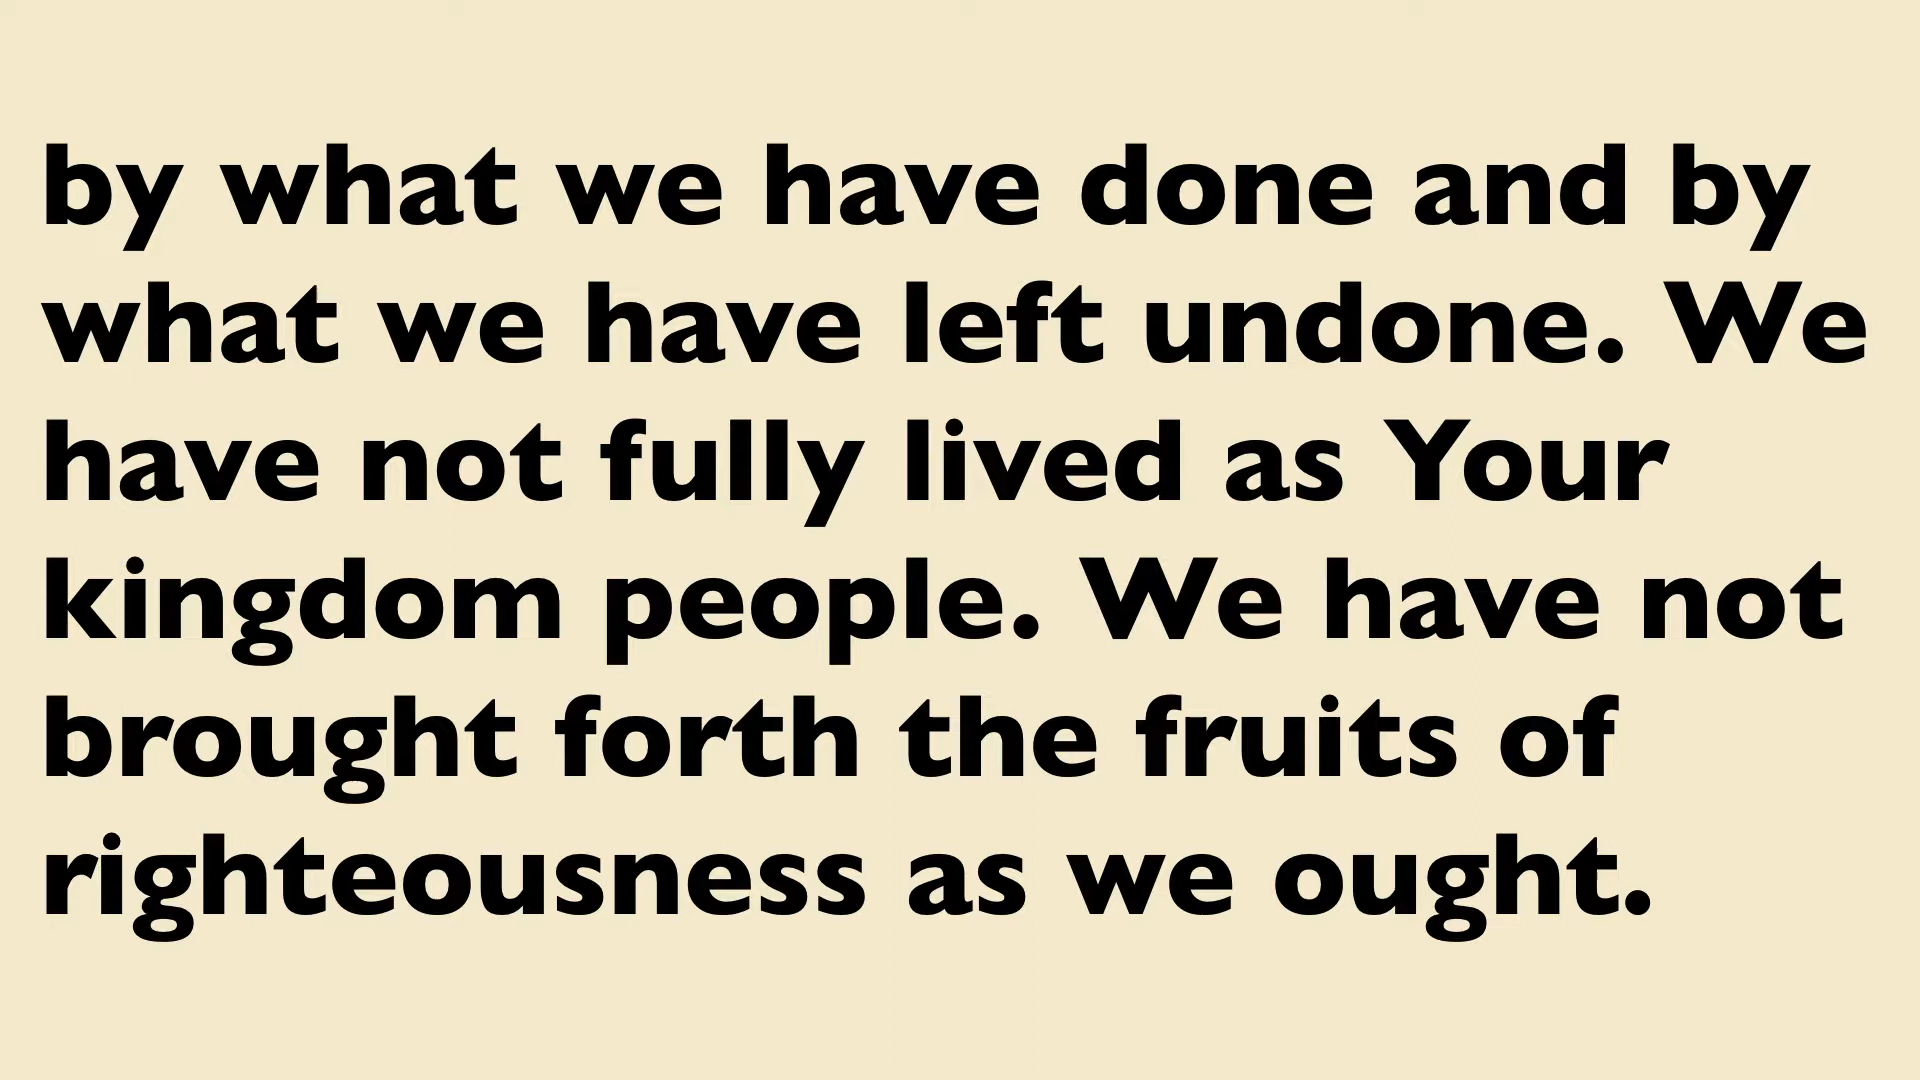 by what we have done and by
what we have left undone. We
have not fully lived as Your
kingdom people. We have not
brought forth the fruits of
righteousness as we ought.